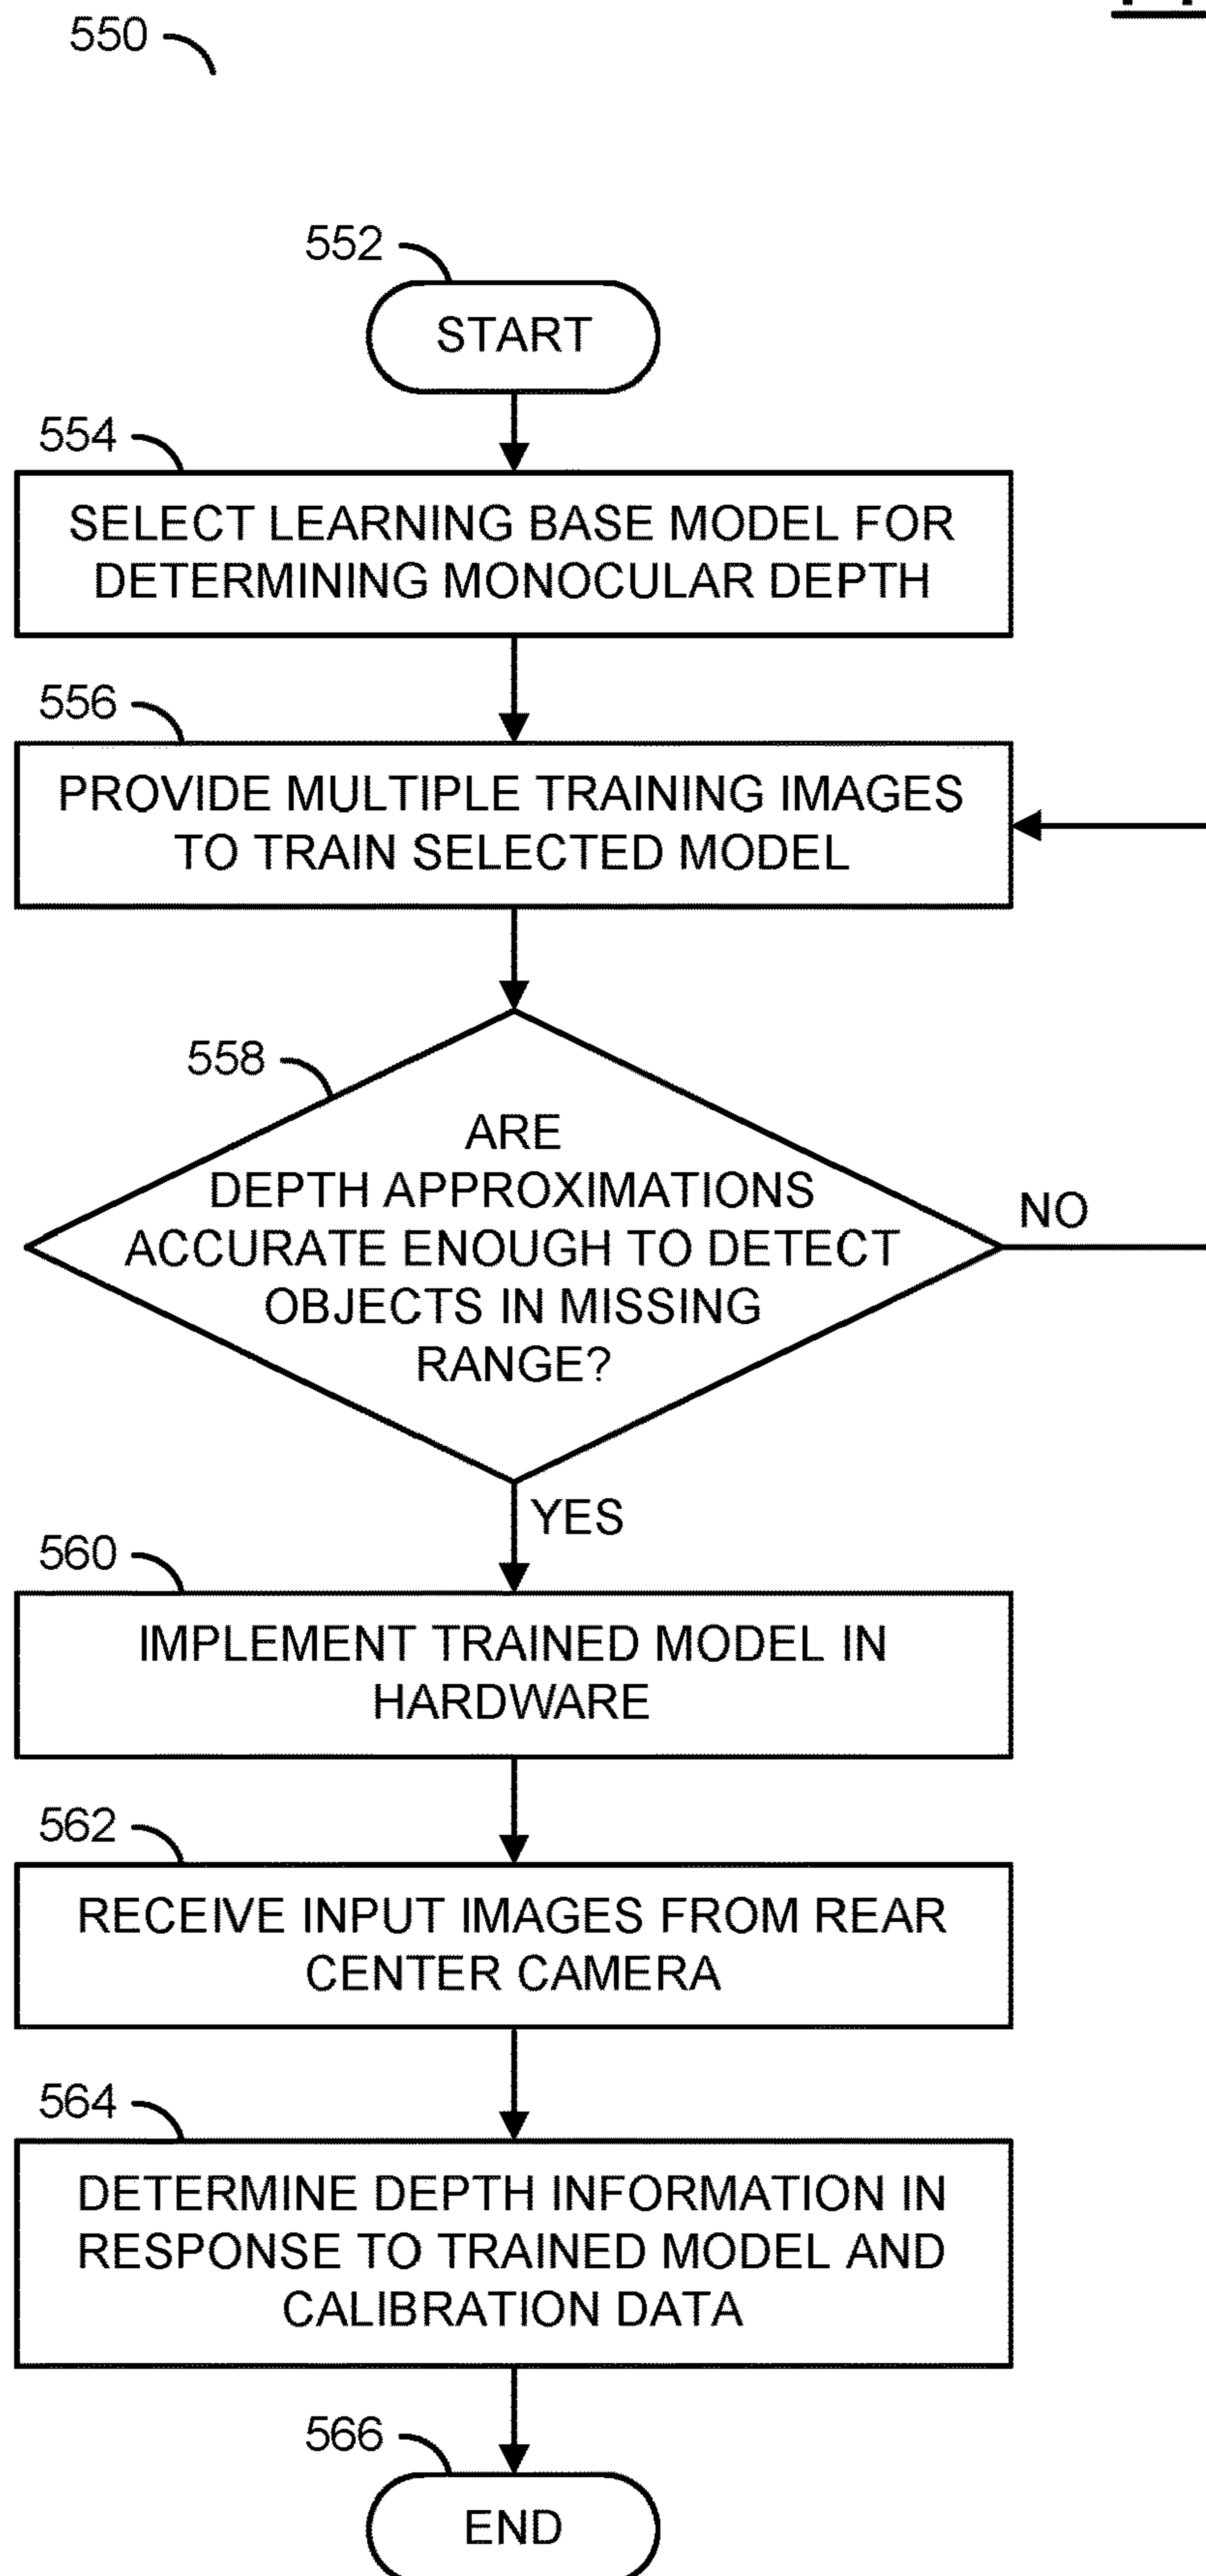 550
552
START
554
SELECT LEARNING BASE MODEL FOR
DETERMINING MONOCULAR DEPTH
556
PROVIDE MULTIPLE TRAINING IMAGES
TO TRAIN SELECTED MODEL
558
ARE
DEPTH APPROXIMATIONS
ACCURATE ENOUGH TO DETECT
OBJECTS IN MISSING
RANGE?
NO
YES
560
IMPLEMENT TRAINED MODEL IN
HARDWARE
562
RECEIVE INPUT IMAGES FROM REAR
CENTER CAMERA
564
DETERMINE DEPTH INFORMATION IN
RESPONSE TO TRAINED MODEL AND
CALIBRATION DATA
566
END